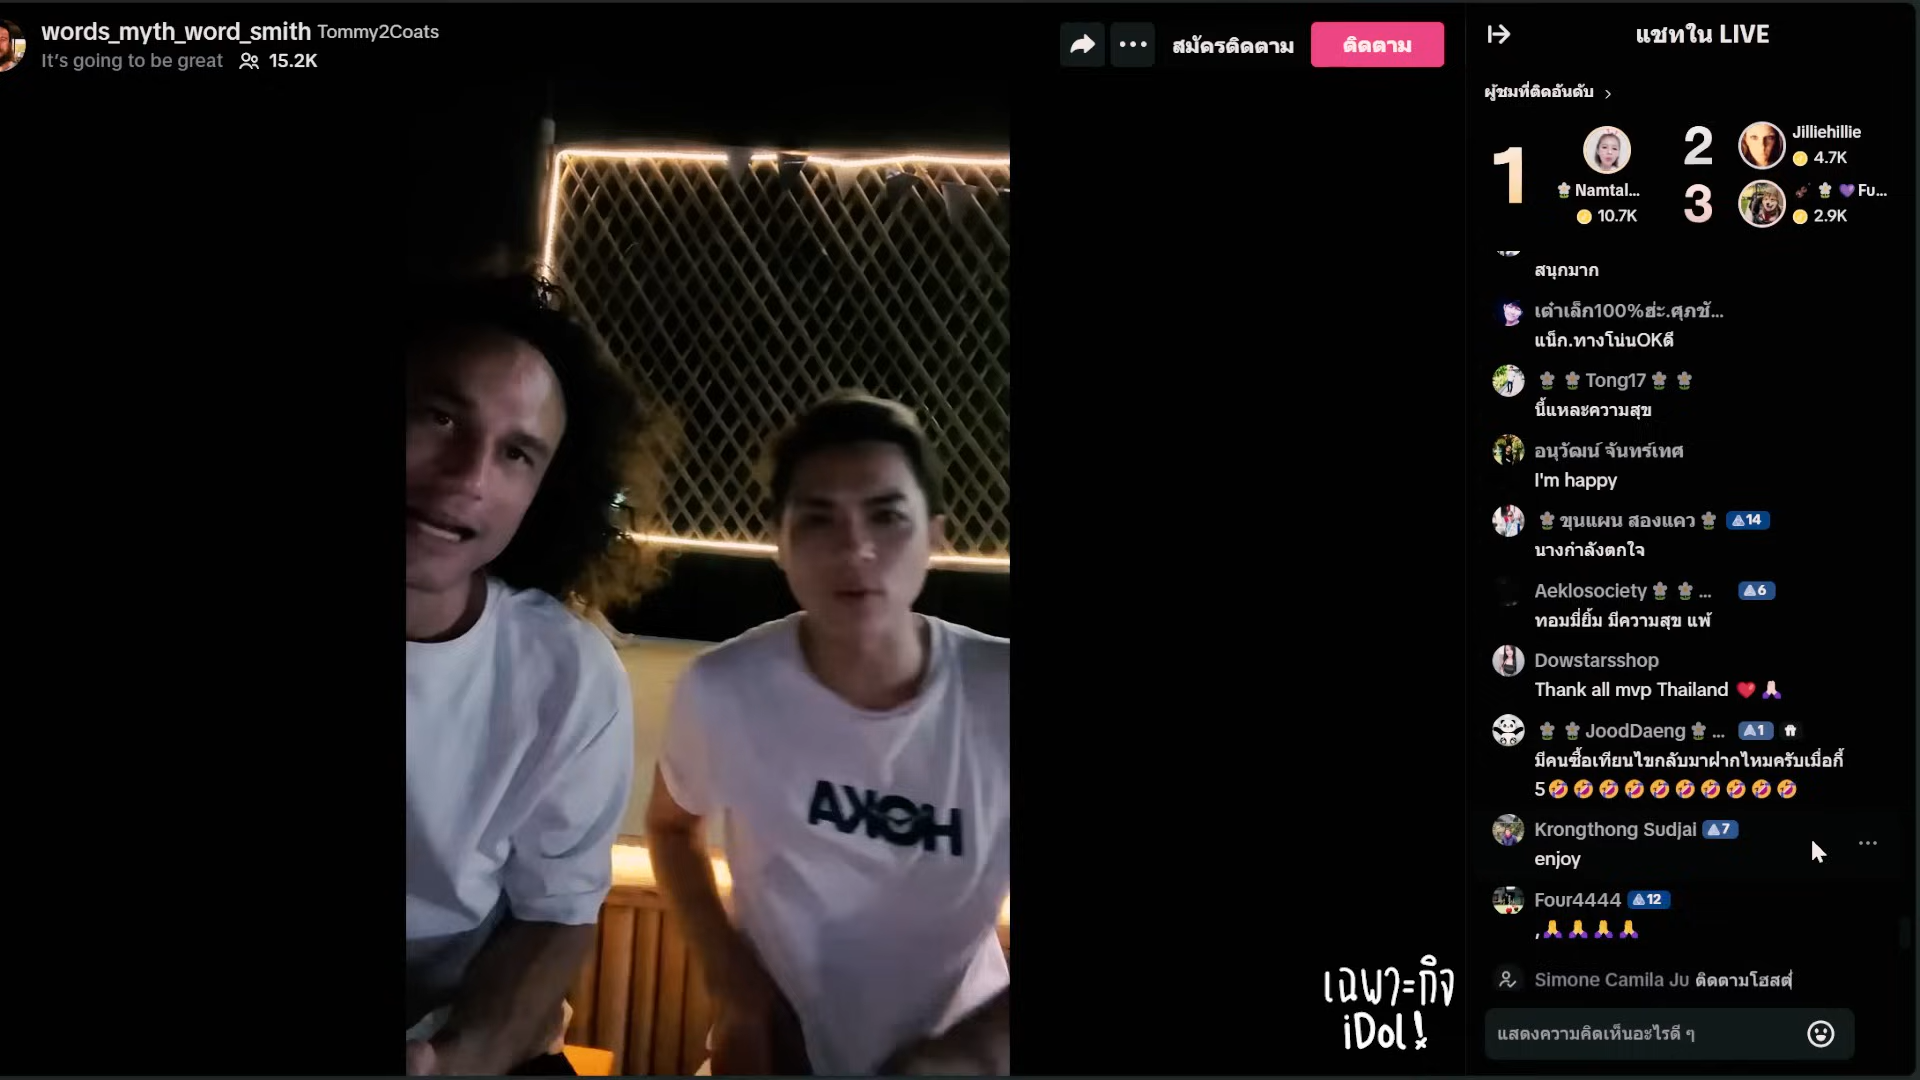 words_myth_word_smith Tommy2Coats
It's going to be great 15.2K
สมัครติดตาม
ติดตาม
แชทใน LIVE
ผู้ชมที่ติดอันดับ
1
Namtal...
10.7K
2
Jilliehillie
4.7K
3
Fu...
2.9K
สนุกมาก
เต๋าเล็ก100%ฮ่ะ.ศุภชั...
แน็ก.ทางโน่นOKดี
Tong17
นี้แหละความสุข
อนุวัฒน์ จันทร์เทศ
I'm happy
ขุนแผน สองแคว 14
นางกำลังตกใจ
Aeklosociety ... 6
ทอมมี่ยิ้ม มีความสุข แพ้
Dowstarsshop
Thank all mvp Thailand ❤️🙏🏻
JoodDaeng ... 1
มีคนซื้อเทียนไขกลับมาฝากไหมครับเมื่อกี้
5🤣🤣🤣🤣🤣🤣🤣🤣🤣🤣
Krongthong Sudjai 7
enjoy
Four4444 12
,🙏🙏🙏🙏
Simone Camila Ju ติดตามโฮสต์
แสดงความคิดเห็นอะไรดี ๆ
HOKA
เฉพาะกิจ
iDol!